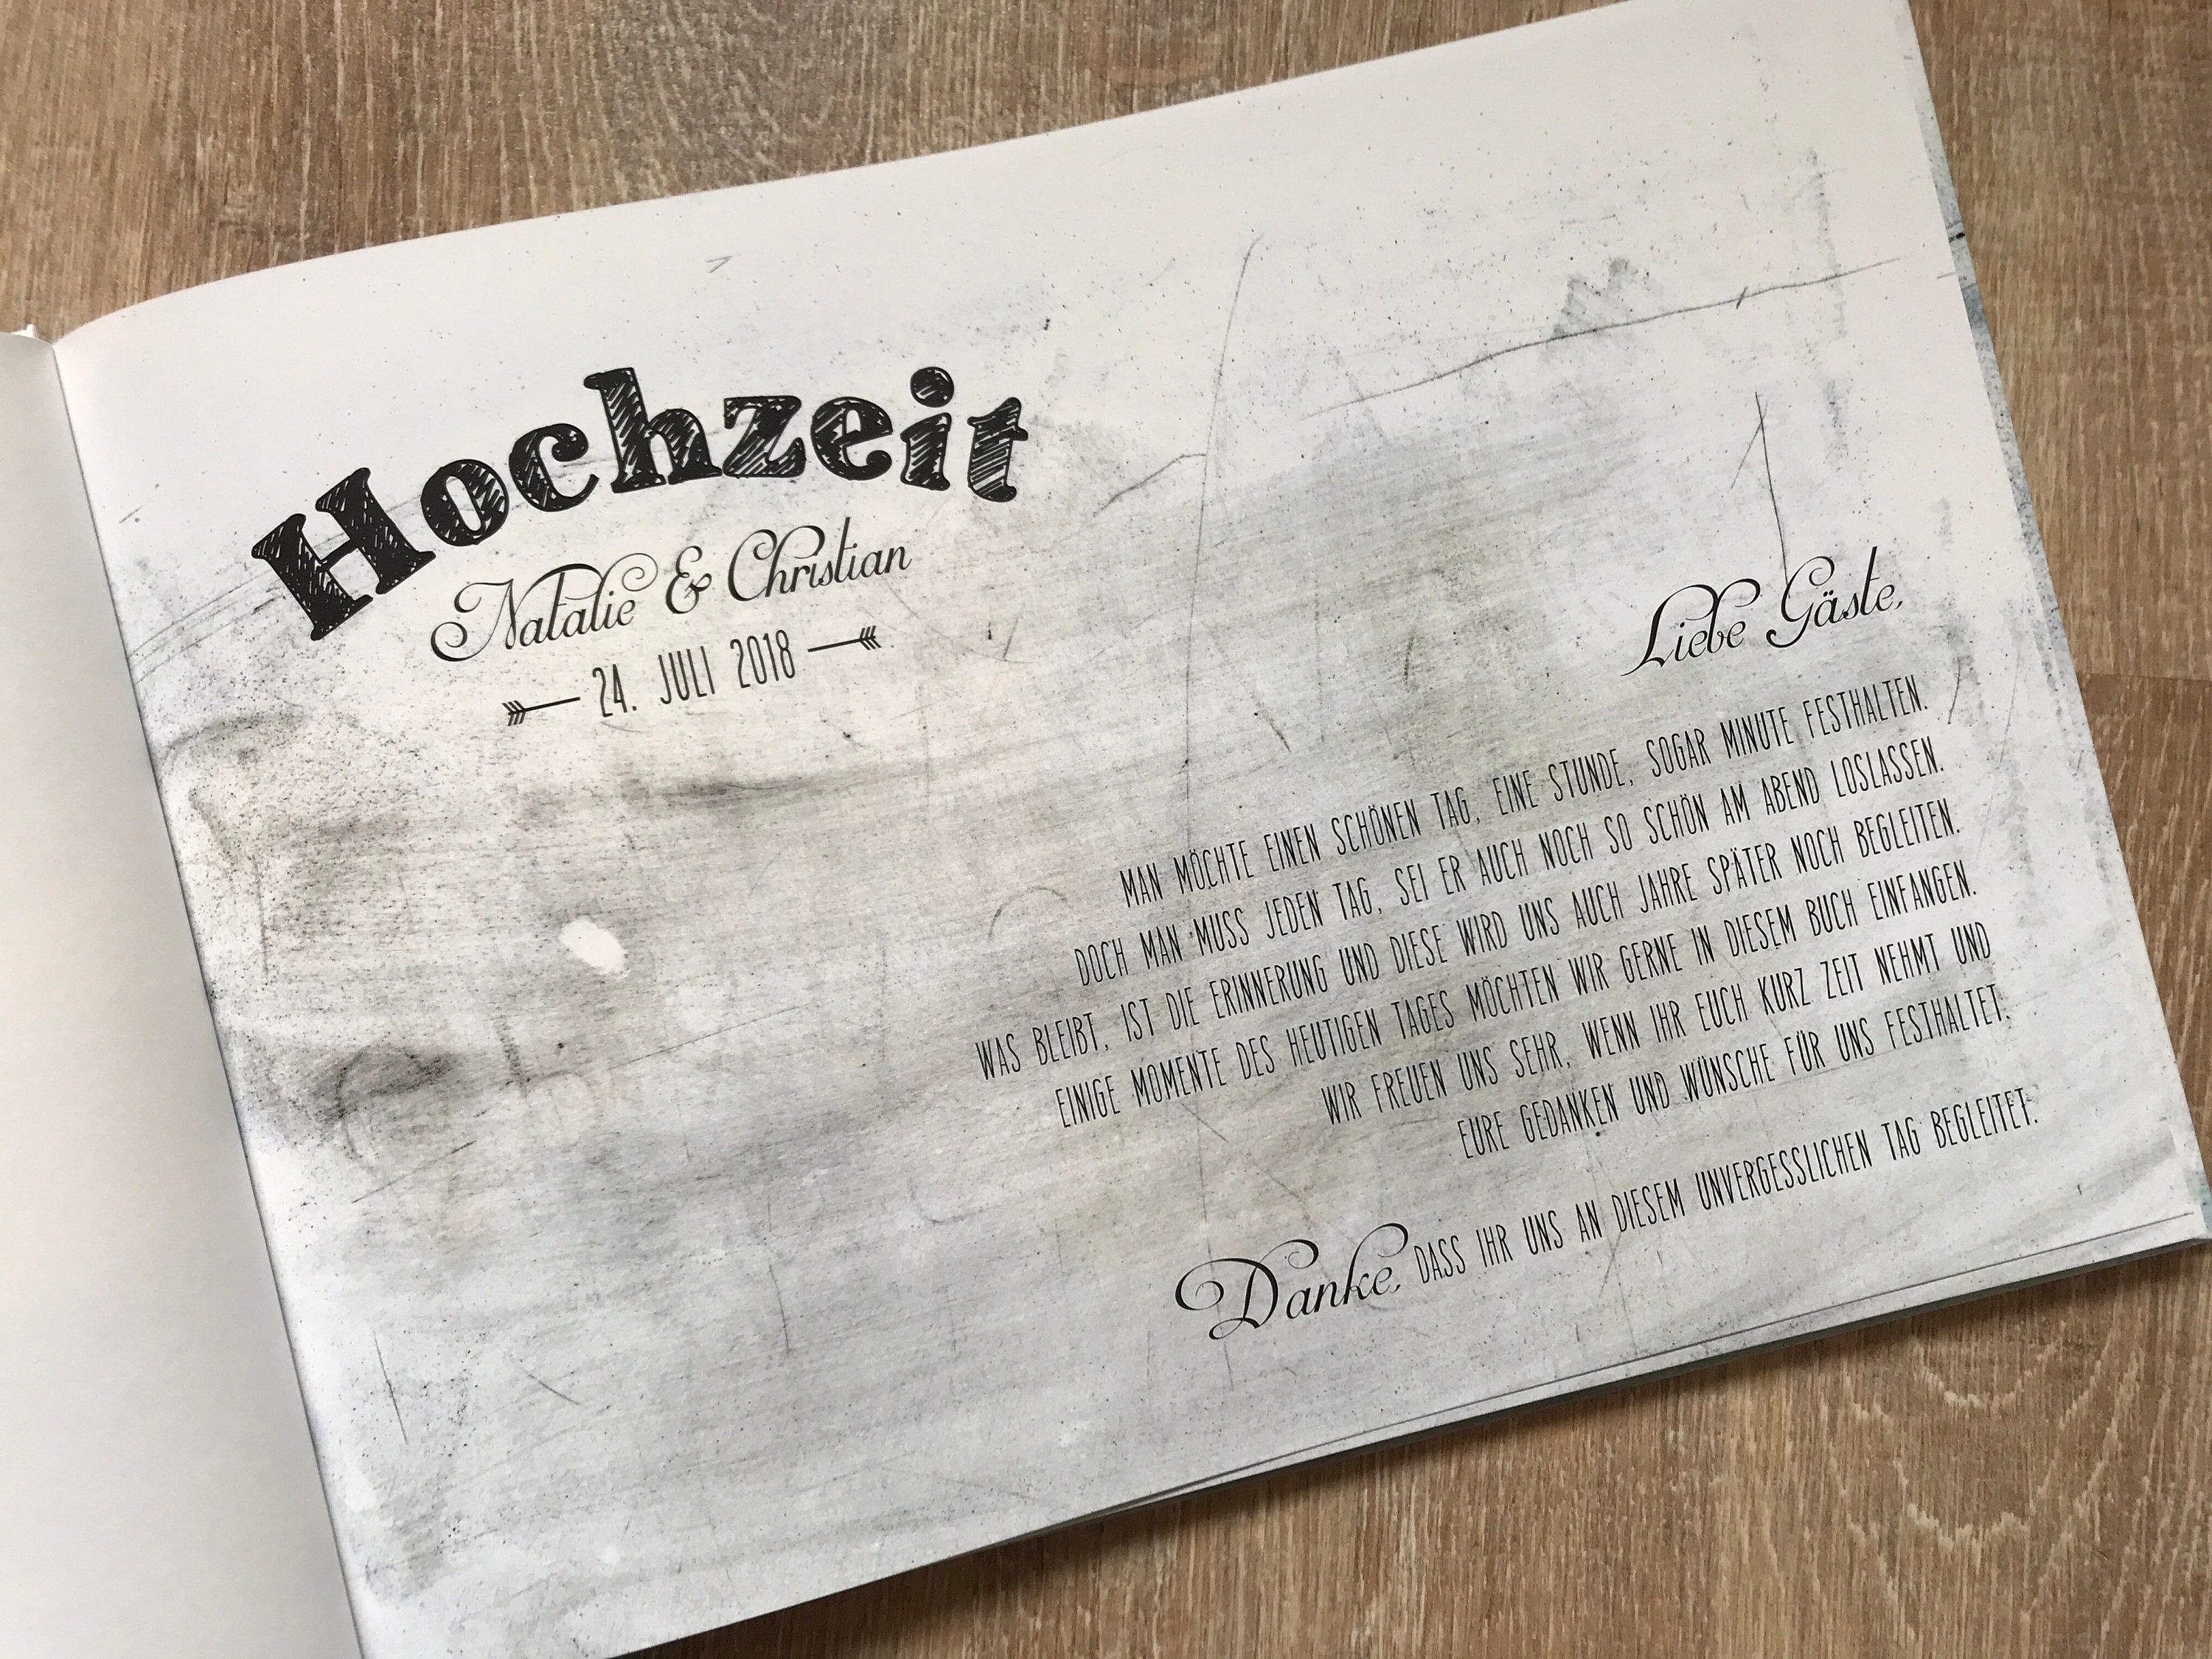 Hochzeit
Natalie & Christian
24. JULI 2018
Liebe Gäste,
MAN MÖCHTE EINEN SCHÖNEN TAG, EINE STUNDE, SOGAR MINUTE FESTHALTEN.
DOCH MAN MUSS JEDEN TAG, SEI ER AUCH NOCH SO SCHÖN AM ABEND LOSLASSEN.
WAS BLEIBT, IST DIE ERINNERUNG UND DIESE WIRD UNS AUCH JAHRE SPÄTER NOCH BEGLEITEN.
EINIGE MOMENTE DES HEUTIGEN TAGES MÖCHTEN WIR GERNE IN DIESEM BUCH EINFANGEN.
WIR FREUEN UNS SEHR, WENN IHR EUCH KURZ ZEIT NEHMT UND
EURE GEDANKEN UND WÜNSCHE FÜR UNS FESTHALTET.
Danke, DASS IHR UNS AN DIESEM UNVERGESSLICHEN TAG BEGLEITET.